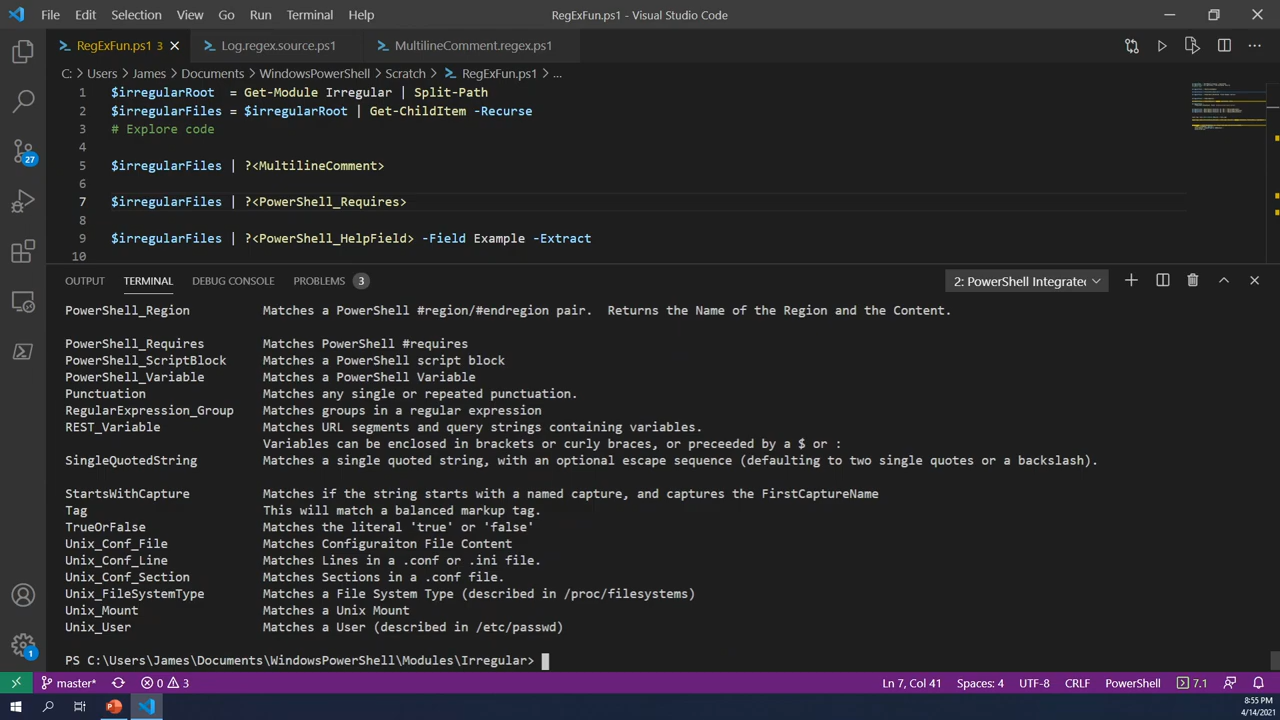 File Edit Selection View Go Run Terminal Help RegExFun.ps1 - Visual Studio Code
RegExFun.ps1 3 Log.regex.source.ps1 MultilineComment.regex.ps1
C: > Users > James > Documents > WindowsPowerShell > Scratch > RegExFun.ps1 > ...
1 $irregularRoot  = Get-Module Irregular | Split-Path
2 $irregularFiles = $irregularRoot | Get-ChildItem -Recurse
3 # Explore code
4
5 $irregularFiles | ?<MultilineComment>
6
7 $irregularFiles | ?<PowerShell_Requires>
8
9 $irregularFiles | ?<PowerShell_HelpField> -Field Example -Extract
10
27
OUTPUT TERMINAL DEBUG CONSOLE PROBLEMS 3 2: PowerShell Integrated
PowerShell_Region Matches a PowerShell #region/#endregion pair.  Returns the Name of the Region and the Content.
PowerShell_Requires Matches PowerShell #requires
PowerShell_ScriptBlock Matches a PowerShell script block
PowerShell_Variable Matches a PowerShell Variable
Punctuation Matches any single or repeated punctuation.
RegularExpression_Group Matches groups in a regular expression
REST_Variable Matches URL segments and query strings containing variables.
Variables can be enclosed in brackets or curly braces, or preceeded by a $ or :
SingleQuotedString Matches a single quoted string, with an optional escape sequence (defaulting to two single quotes or a backslash).
StartsWithCapture Matches if the string starts with a named capture, and captures the FirstCaptureName
Tag This will match a balanced markup tag.
TrueOrFalse Matches the literal 'true' or 'false'
Unix_Conf_File Matches Configuraiton File Content
Unix_Conf_Line Matches Lines in a .conf or .ini file.
Unix_Conf_Section Matches Sections in a .conf file.
Unix_FileSystemType Matches a File System Type (described in /proc/filesystems)
Unix_Mount Matches a Unix Mount
Unix_User Matches a User (described in /etc/passwd)
PS C:\Users\James\Documents\WindowsPowerShell\Modules\Irregular>
1
master* 0 3 Ln 7, Col 41 Spaces: 4 UTF-8 CRLF PowerShell 7.1
8:55 PM
4/14/2021